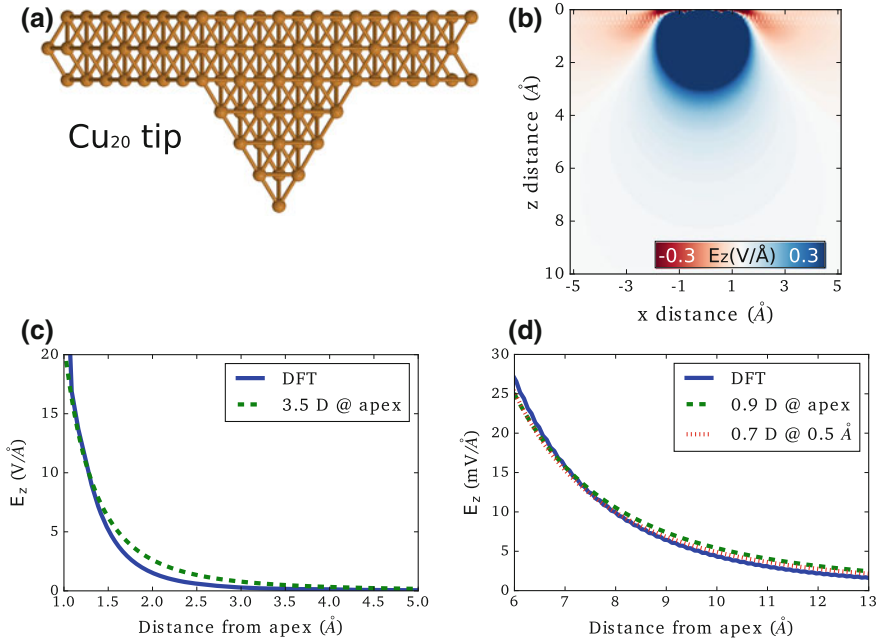 (a)
Cu20 tip
(b)
0
2
4
6
8
10
z distance (Å)
-0.3 Ez(V/Å) 0.3
-5 -3 -1 1 3 5
x distance (Å)
(c)
20
15
10
5
0
Ez (V/Å)
DFT
3.5 D @ apex
1.0 1.5 2.0 2.5 3.0 3.5 4.0 4.5 5.0
Distance from apex (Å)
(d)
30
25
20
15
10
5
0
Ez (mV/Å)
DFT
0.9 D @ apex
0.7 D @ 0.5 Å
6 7 8 9 10 11 12 13
Distance from apex (Å)